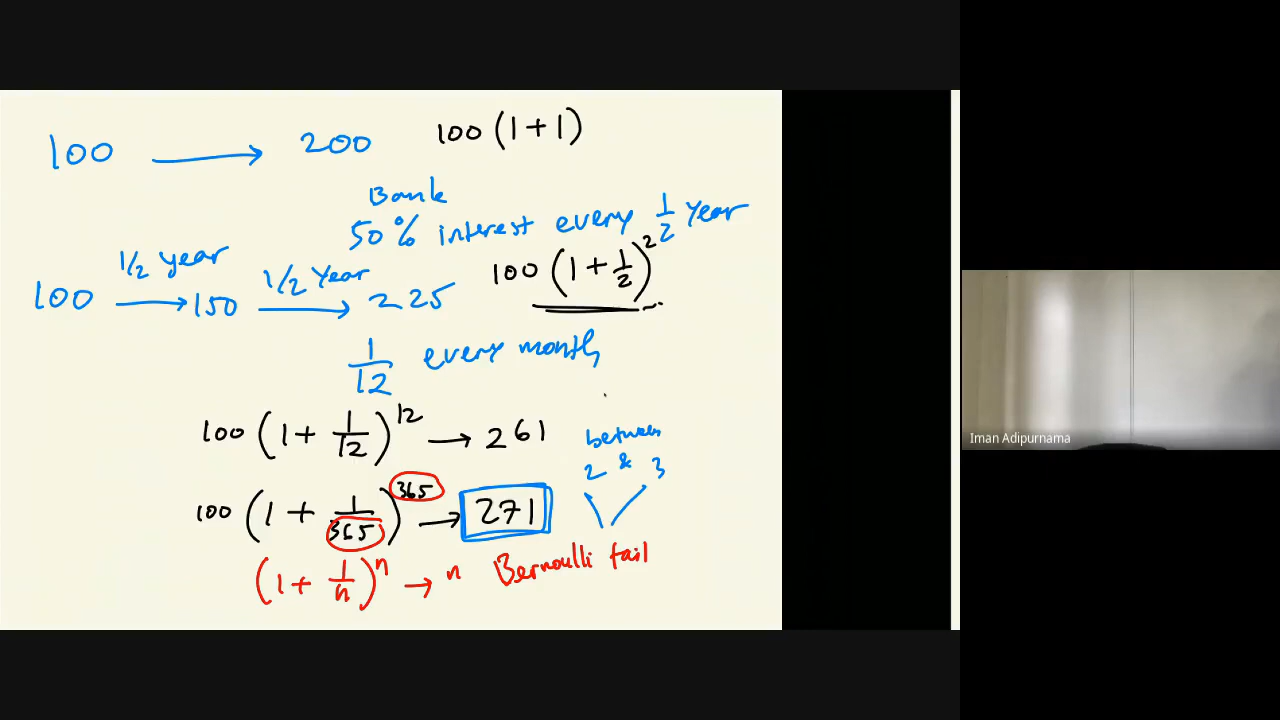 100 → 200 100 (1 + 1)
Bank
50% interest every 1/2 year
1/2 year 1/2 Year
100 → 150 → 225 100 (1 + 1/2)^2
1/12 every month
100 (1 + 1/12)^12 → 261
between
2 & 3
100 (1 + 1/365)^365 → 271
(1 + 1/n)^n → n Bernoulli fail
Iman Adipurnama